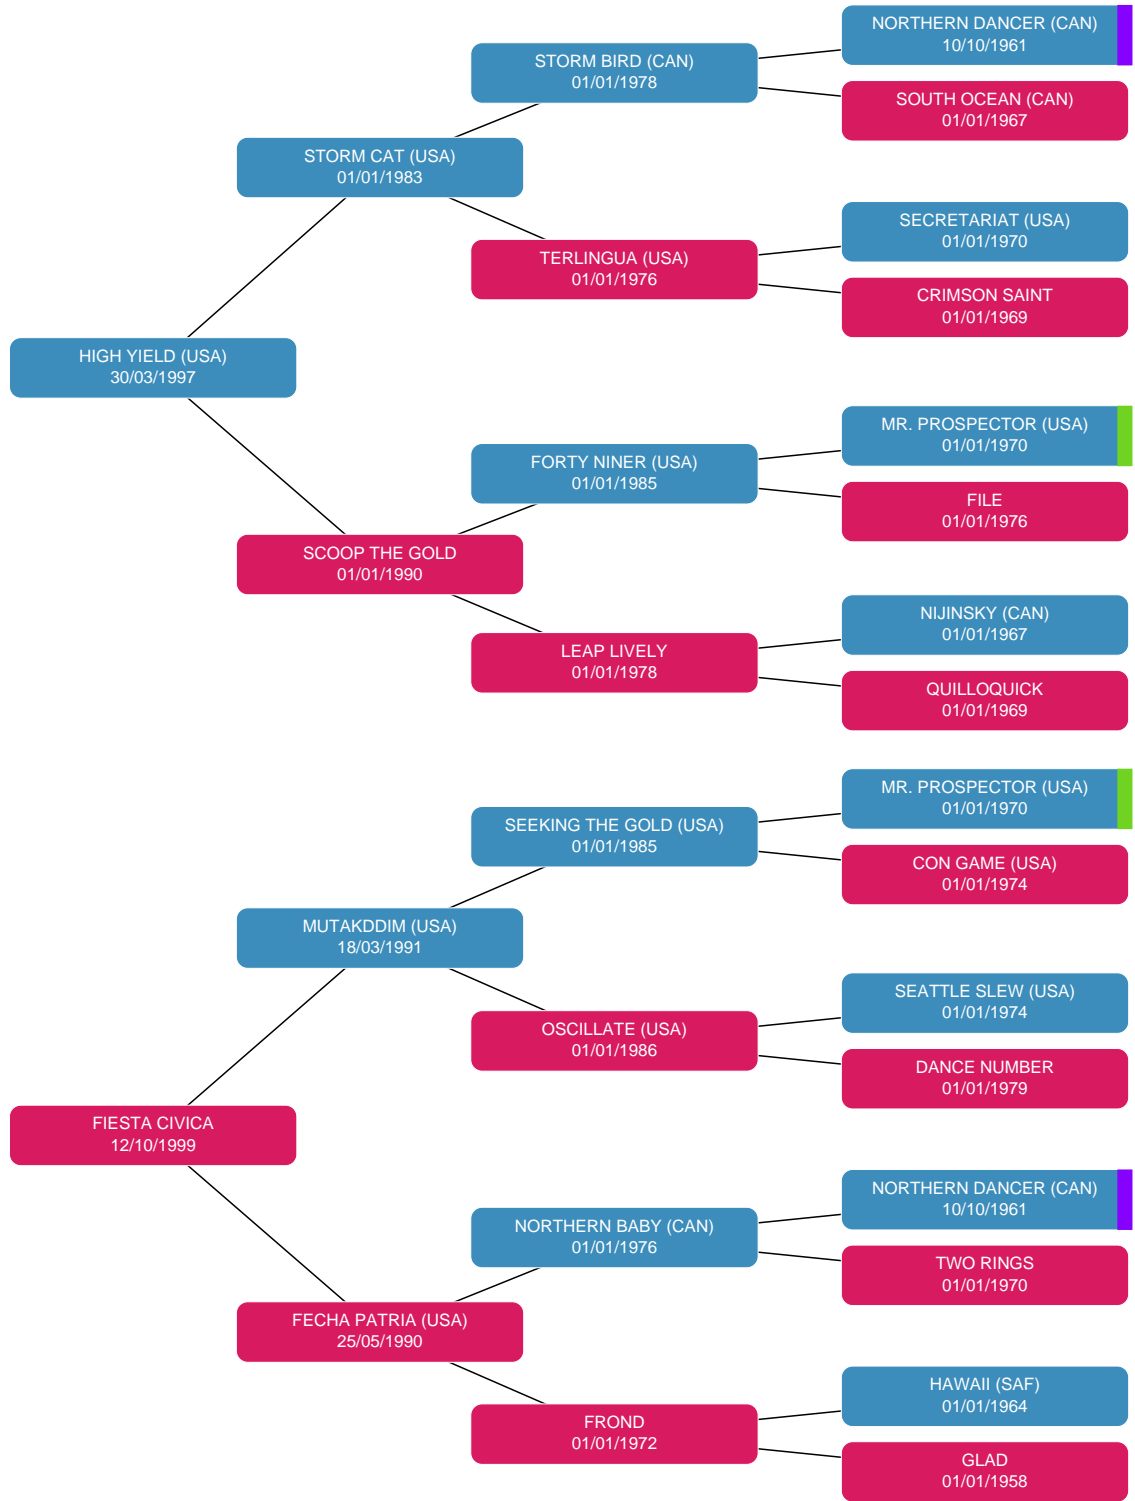 NORTHERN DANCER (CAN)
10/10/1961
STORM BIRD (CAN)
01/01/1978
SOUTH OCEAN (CAN)
01/01/1967
STORM CAT (USA)
01/01/1983
SECRETARIAT (USA)
01/01/1970
TERLINGUA (USA)
01/01/1976
CRIMSON SAINT
01/01/1969
HIGH YIELD (USA)
30/03/1997
MR. PROSPECTOR (USA)
01/01/1970
FORTY NINER (USA)
01/01/1985
FILE
01/01/1976
SCOOP THE GOLD
01/01/1990
NIJINSKY (CAN)
01/01/1967
LEAP LIVELY
01/01/1978
QUILLOQUICK
01/01/1969
MR. PROSPECTOR (USA)
01/01/1970
SEEKING THE GOLD (USA)
01/01/1985
CON GAME (USA)
01/01/1974
MUTAKDDIM (USA)
18/03/1991
SEATTLE SLEW (USA)
01/01/1974
OSCILLATE (USA)
01/01/1986
DANCE NUMBER
01/01/1979
FIESTA CIVICA
12/10/1999
NORTHERN DANCER (CAN)
10/10/1961
NORTHERN BABY (CAN)
01/01/1976
TWO RINGS
01/01/1970
FECHA PATRIA (USA)
25/05/1990
HAWAII (SAF)
01/01/1964
FROND
01/01/1972
GLAD
01/01/1958